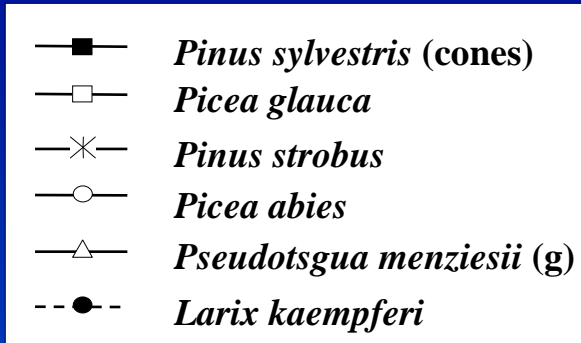 Pinus sylvestris (cones)
Picea glauca
Pinus strobus
Picea abies
Pseudotsgua menziesii (g)
Larix kaempferi